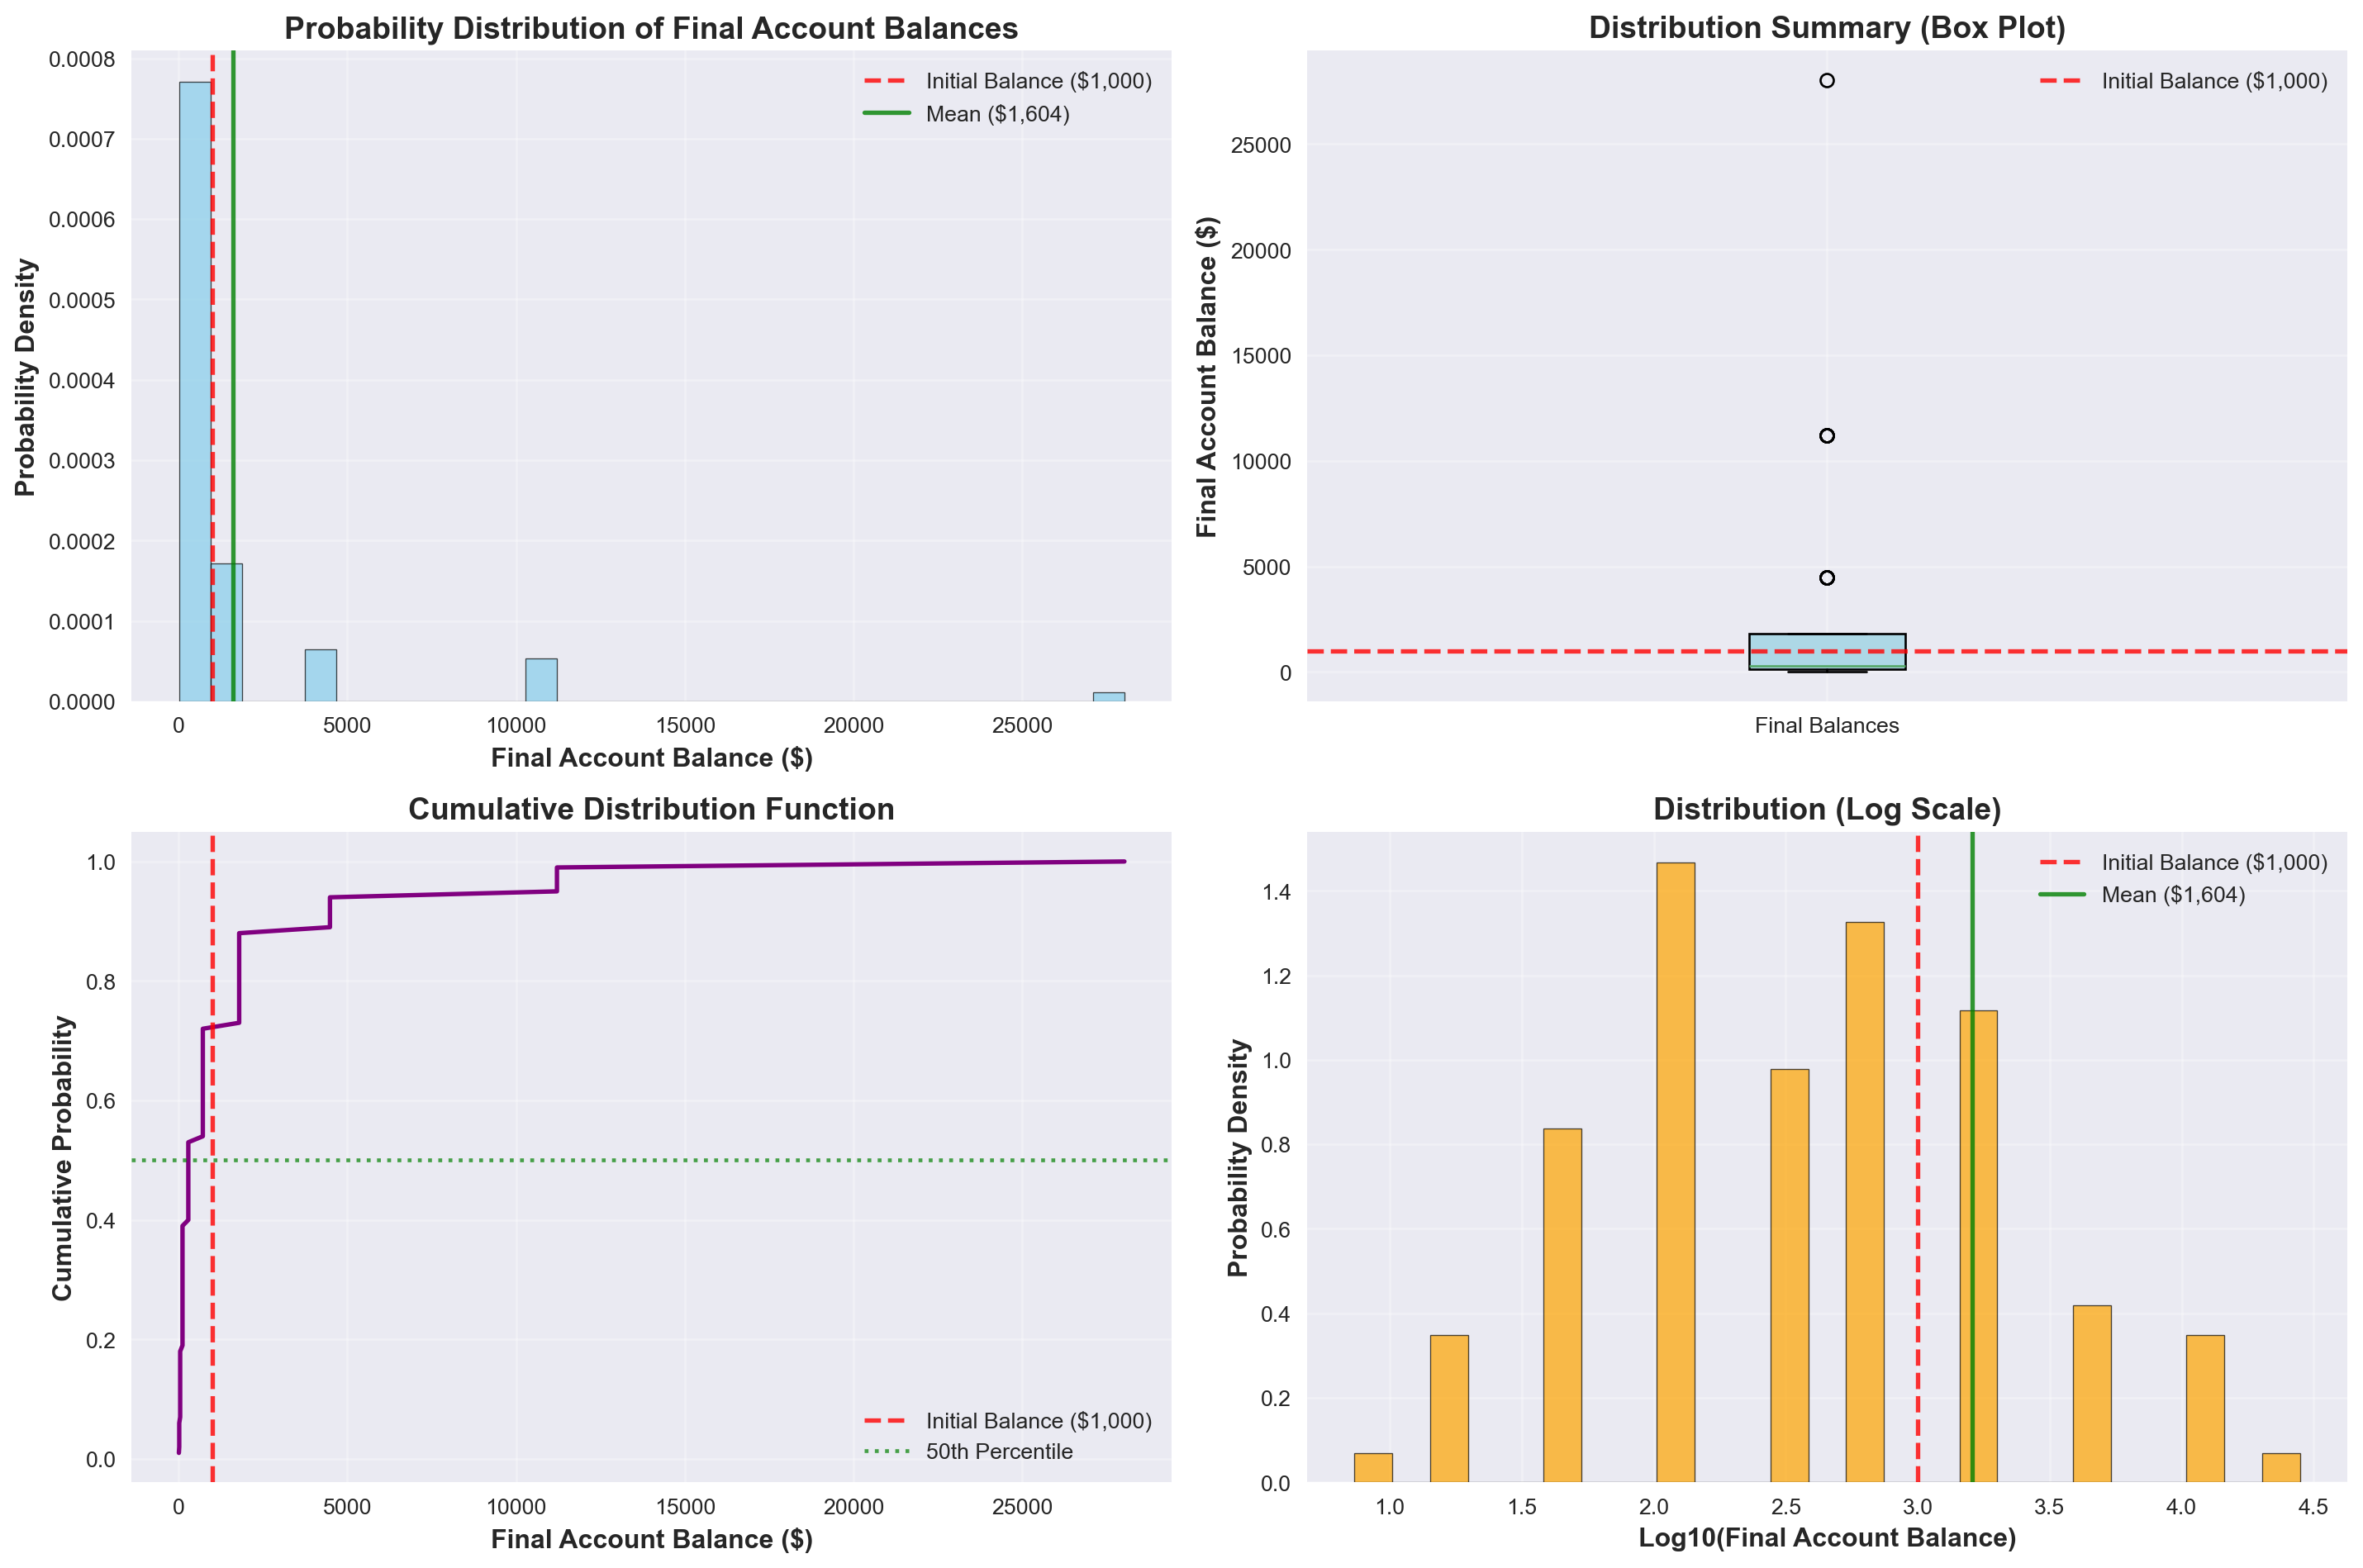 Probability Distribution of Final Account Balances
Initial Balance ($1,000)
Mean ($1,604)
Probability Density
0.0008
0.0007
0.0006
0.0005
0.0004
0.0003
0.0002
0.0001
0.0000
0 5000 10000 15000 20000 25000
Final Account Balance ($)
Distribution Summary (Box Plot)
Initial Balance ($1,000)
Final Account Balance ($)
25000
20000
15000
10000
5000
0
Final Balances
Cumulative Distribution Function
Cumulative Probability
1.0
0.8
0.6
0.4
0.2
0.0
Initial Balance ($1,000)
50th Percentile
0 5000 10000 15000 20000 25000
Final Account Balance ($)
Distribution (Log Scale)
Initial Balance ($1,000)
Mean ($1,604)
Probability Density
1.4
1.2
1.0
0.8
0.6
0.4
0.2
0.0
1.0 1.5 2.0 2.5 3.0 3.5 4.0 4.5
Log10(Final Account Balance)